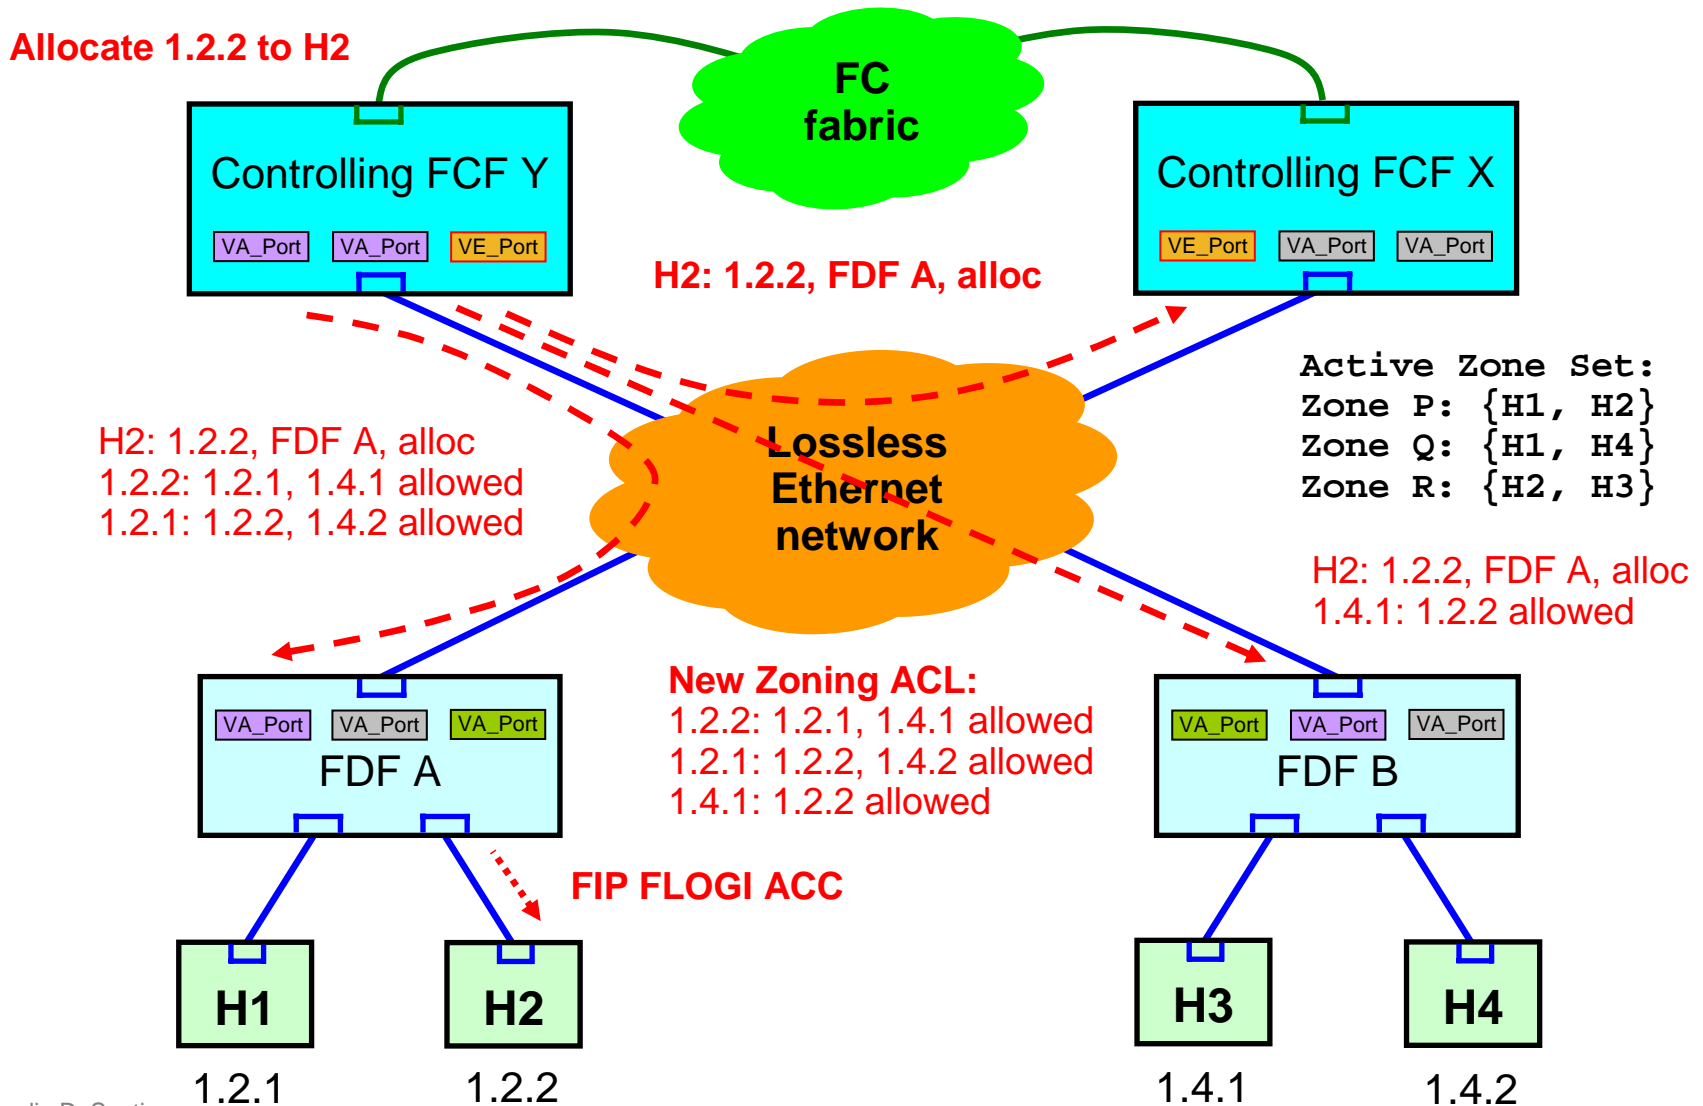 Allocate 1.2.2 to H2
FC
fabric
Controlling FCF Y
VA_Port VA_Port VE_Port
Controlling FCF X
VE_Port VA_Port VA_Port
H2: 1.2.2, FDF A, alloc
Active Zone Set:
Zone P: {H1, H2}
Zone Q: {H1, H4}
Zone R: {H2, H3}
H2: 1.2.2, FDF A, alloc
1.2.2: 1.2.1, 1.4.1 allowed
1.2.1: 1.2.2, 1.4.2 allowed
Lossless
Ethernet
network
H2: 1.2.2, FDF A, alloc
1.4.1: 1.2.2 allowed
New Zoning ACL:
1.2.2: 1.2.1, 1.4.1 allowed
1.2.1: 1.2.2, 1.4.2 allowed
1.4.1: 1.2.2 allowed
VA_Port VA_Port VA_Port
FDF A
VA_Port VA_Port VA_Port
FDF B
FIP FLOGI ACC
H1
H2
H3
H4
1.2.1
1.2.2
1.4.1
1.4.2